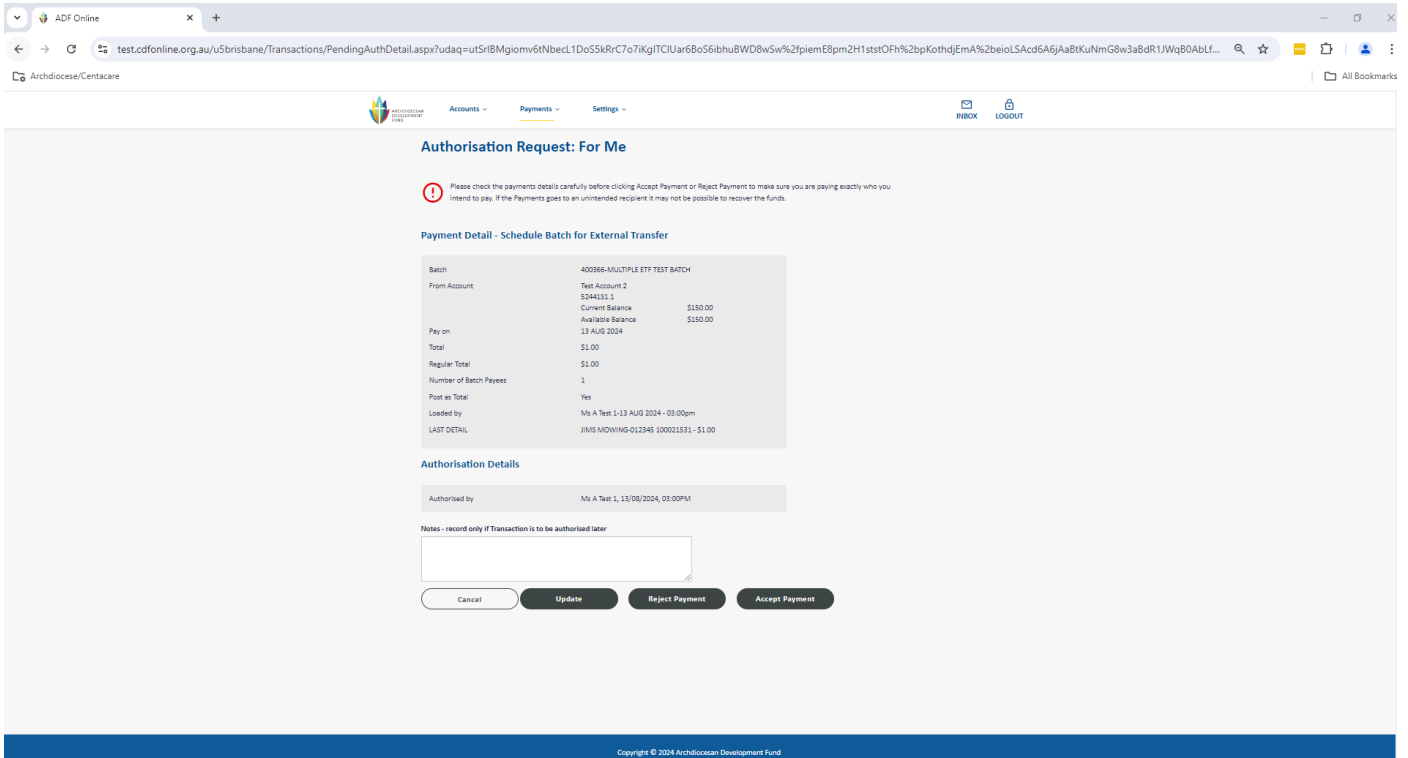 ADF Online
test.cdfonline.org.au/u5brisbane/Transactions/PendingAuthDetail.aspx?udaq=
Archdiocese/Centacare
All Bookmarks
ARCHDIOCESAN
DEVELOPMENT
FUND
Accounts
Payments
Settings
INBOX
LOGOUT
Authorisation Request: For Me
Please check the payments details carefully before clicking Accept Payment or Reject Payment to make sure you are paying exactly who you
intend to pay. If the Payments goes to an unintended recipient it may not be possible to recover the funds.
Payment Detail - Schedule Batch for External Transfer
Batch 400366-MULTIPLE ETF TEST BATCH
From Account Test Account 2
52441S1.1
Current Balance $150.00
Available Balance $150.00
Pay on 13 AUG 2024
Total $1.00
Regular Total $1.00
Number of Batch Payees 1
Post as Total Yes
Loaded by Ms A Test 1-13 AUG 2024 - 03:00pm
LAST DETAIL JIMS MOWING-012345 100021531 - $1.00
Authorisation Details
Authorised by Ms A Test 1, 13/08/2024, 03:00PM
Notes - record only if Transaction is to be authorised later
Cancel
Update
Reject Payment
Accept Payment
Copyright © 2024 Archdiocesan Development Fund